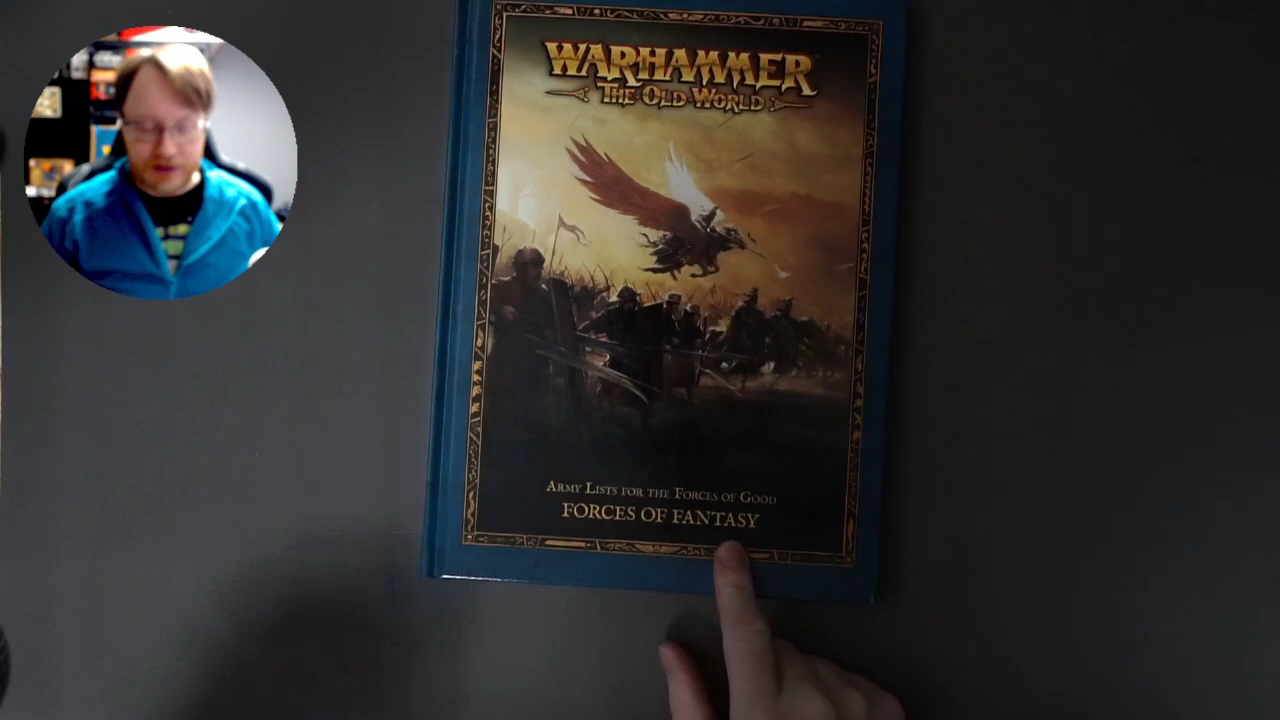 WARHAMMER
THE OLD WORLD
ARMY LISTS FOR THE FORCES OF GOOD
FORCES OF FANTASY